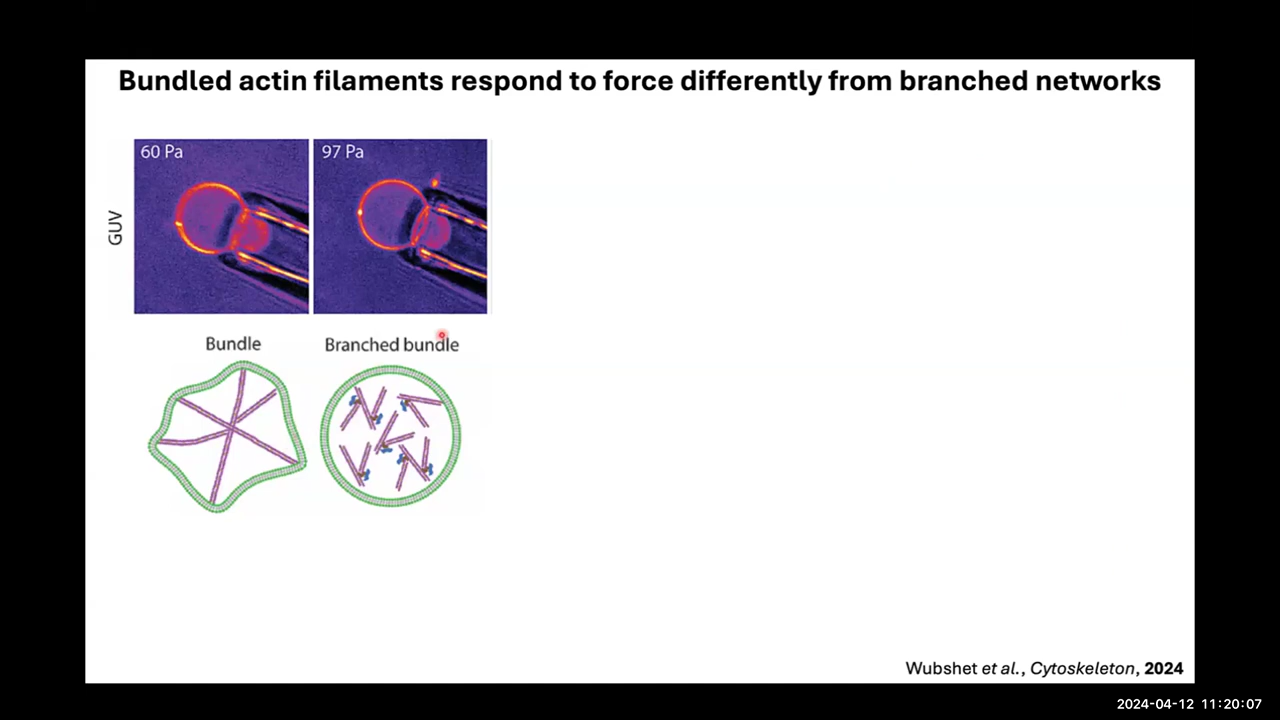 Bundled actin filaments respond to force differently from branched networks
60 Pa
97 Pa
GUV
Bundle
Branched bundle
Wubshet et al., Cytoskeleton, 2024
2024-04-12 11:20:07